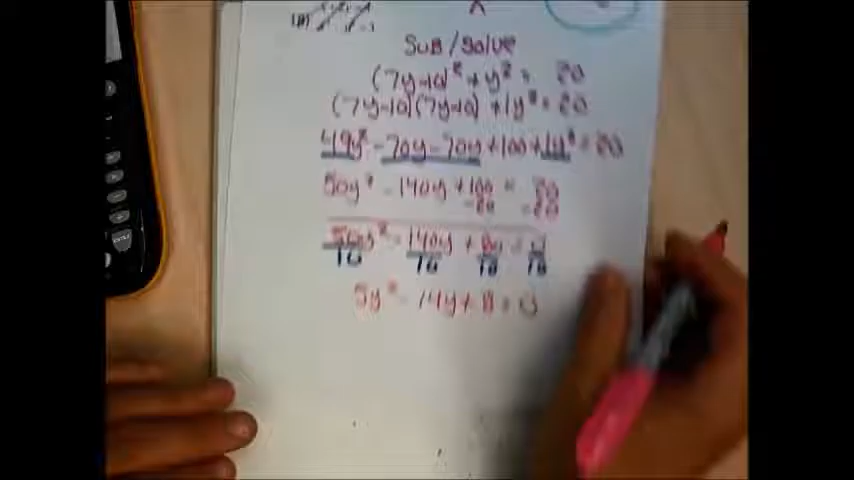 Sub/Solve
(7y-10)² + y² = 20
(7y-10)(7y-10) + 1y² = 20
49y² - 70y - 70y + 100 + 1y² = 20
50y² - 140y + 100 = 20
-20 -20
50y² - 140y + 80 = 0
10 10 10 10
5y² - 14y + 8 = 0